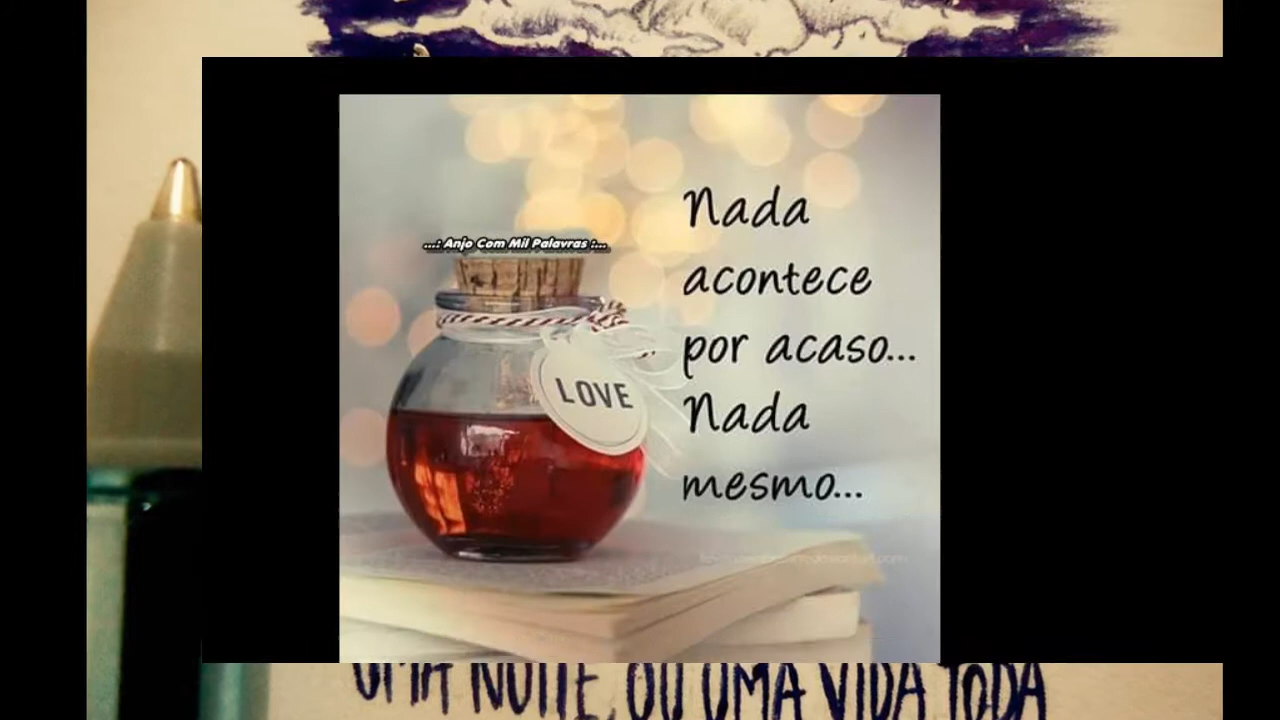 ...: Anjo Com Mil Palavras :...
Nada
acontece
por acaso...
Nada
mesmo...
LOVE
UMA NOITE, OU UMA VIDA TODA